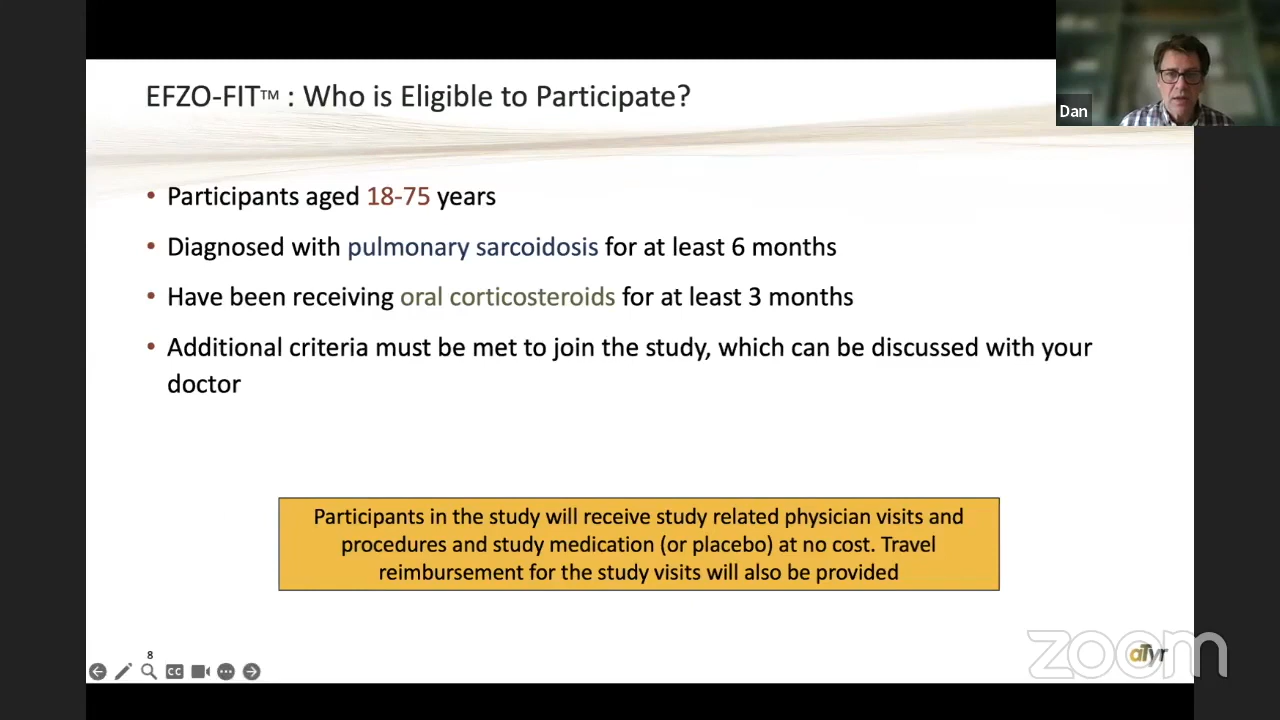 EFZO-FIT™ : Who is Eligible to Participate?
Dan
• Participants aged 18-75 years
• Diagnosed with pulmonary sarcoidosis for at least 6 months
• Have been receiving oral corticosteroids for at least 3 months
• Additional criteria must be met to join the study, which can be discussed with your
doctor
Participants in the study will receive study related physician visits and
procedures and study medication (or placebo) at no cost. Travel
reimbursement for the study visits will also be provided
8
CC
zoom
aTyr